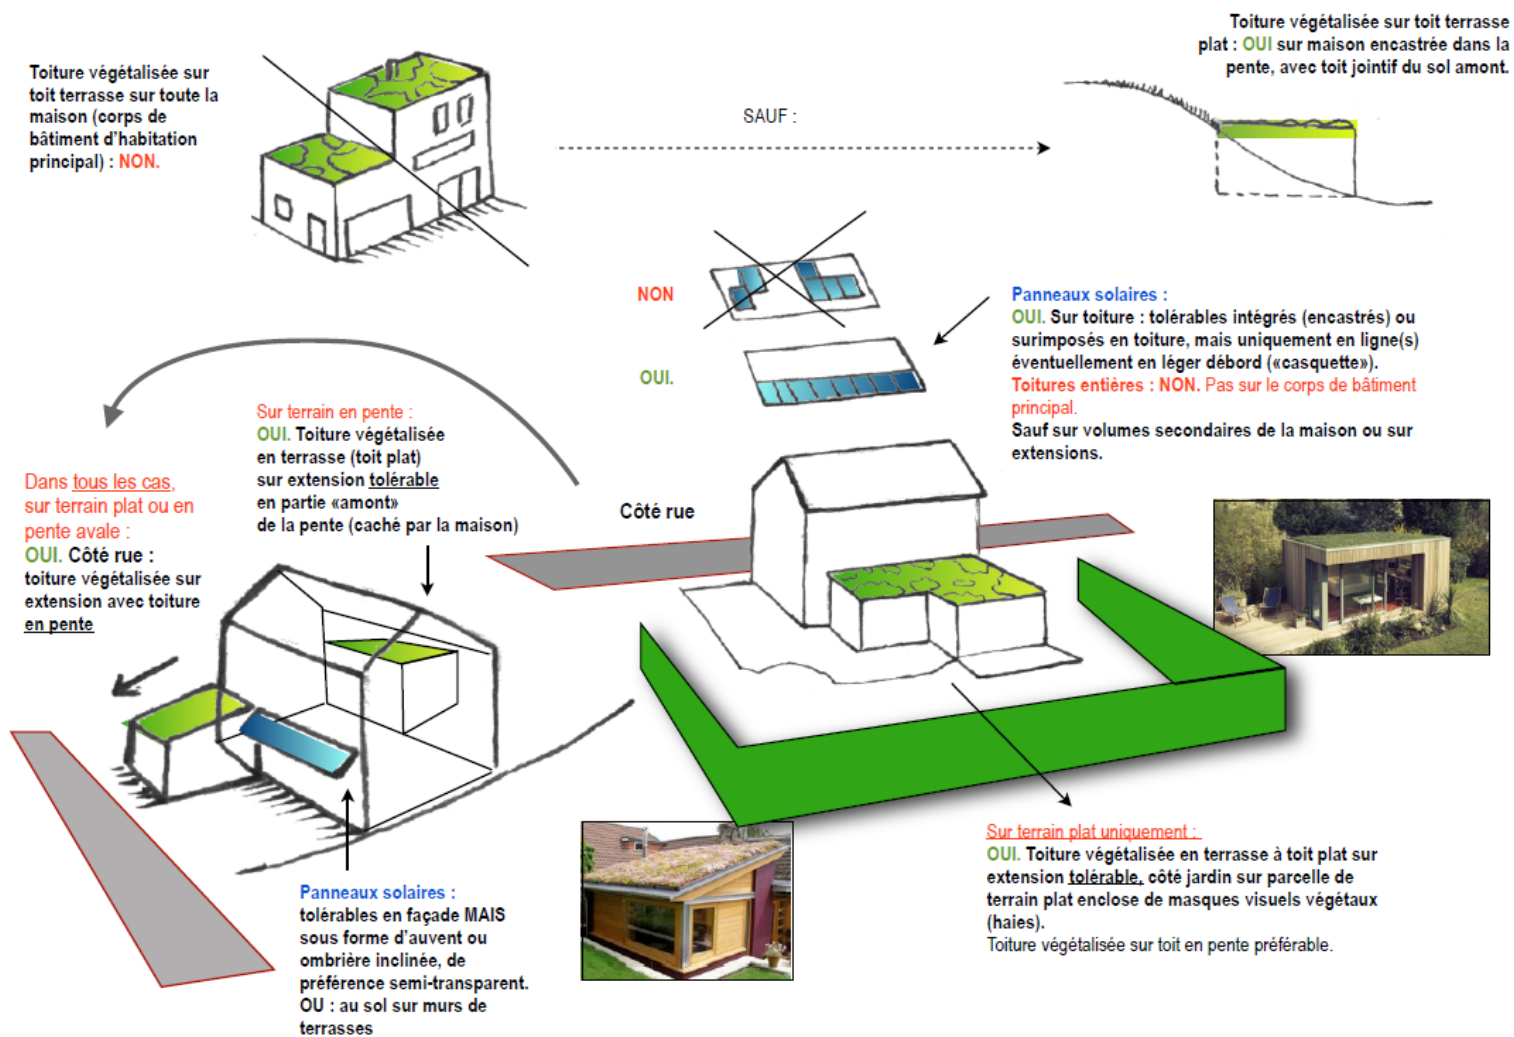 Toiture végétalisée sur
toit terrasse sur toute la
maison (corps de
bâtiment d'habitation
principal) : NON.
SAUF :
Toiture végétalisée sur toit terrasse
plat : OUI sur maison encastrée dans la
pente, avec toit jointif du sol amont.
NON
OUI.
Panneaux solaires :
OUI. Sur toiture : tolérables intégrés (encastrés) ou
surimposés en toiture, mais uniquement en ligne(s)
éventuellement en léger débord («casquette»).
Toitures entières : NON. Pas sur le corps de bâtiment
principal.
Sauf sur volumes secondaires de la maison ou sur
extensions.
Sur terrain en pente :
OUI. Toiture végétalisée
en terrasse (toit plat)
sur extension tolérable
en partie «amont»
de la pente (caché par la maison)
Dans tous les cas,
sur terrain plat ou en
pente avale :
OUI. Côté rue :
toiture végétalisée sur
extension avec toiture
en pente
Côté rue
Panneaux solaires :
tolérables en façade MAIS
sous forme d'auvent ou
ombrière inclinée, de
préférence semi-transparent.
OU : au sol sur murs de
terrasses
Sur terrain plat uniquement :
OUI. Toiture végétalisée en terrasse à toit plat sur
extension tolérable, côté jardin sur parcelle de
terrain plat enclose de masques visuels végétaux
(haies).
Toiture végétalisée sur toit en pente préférable.